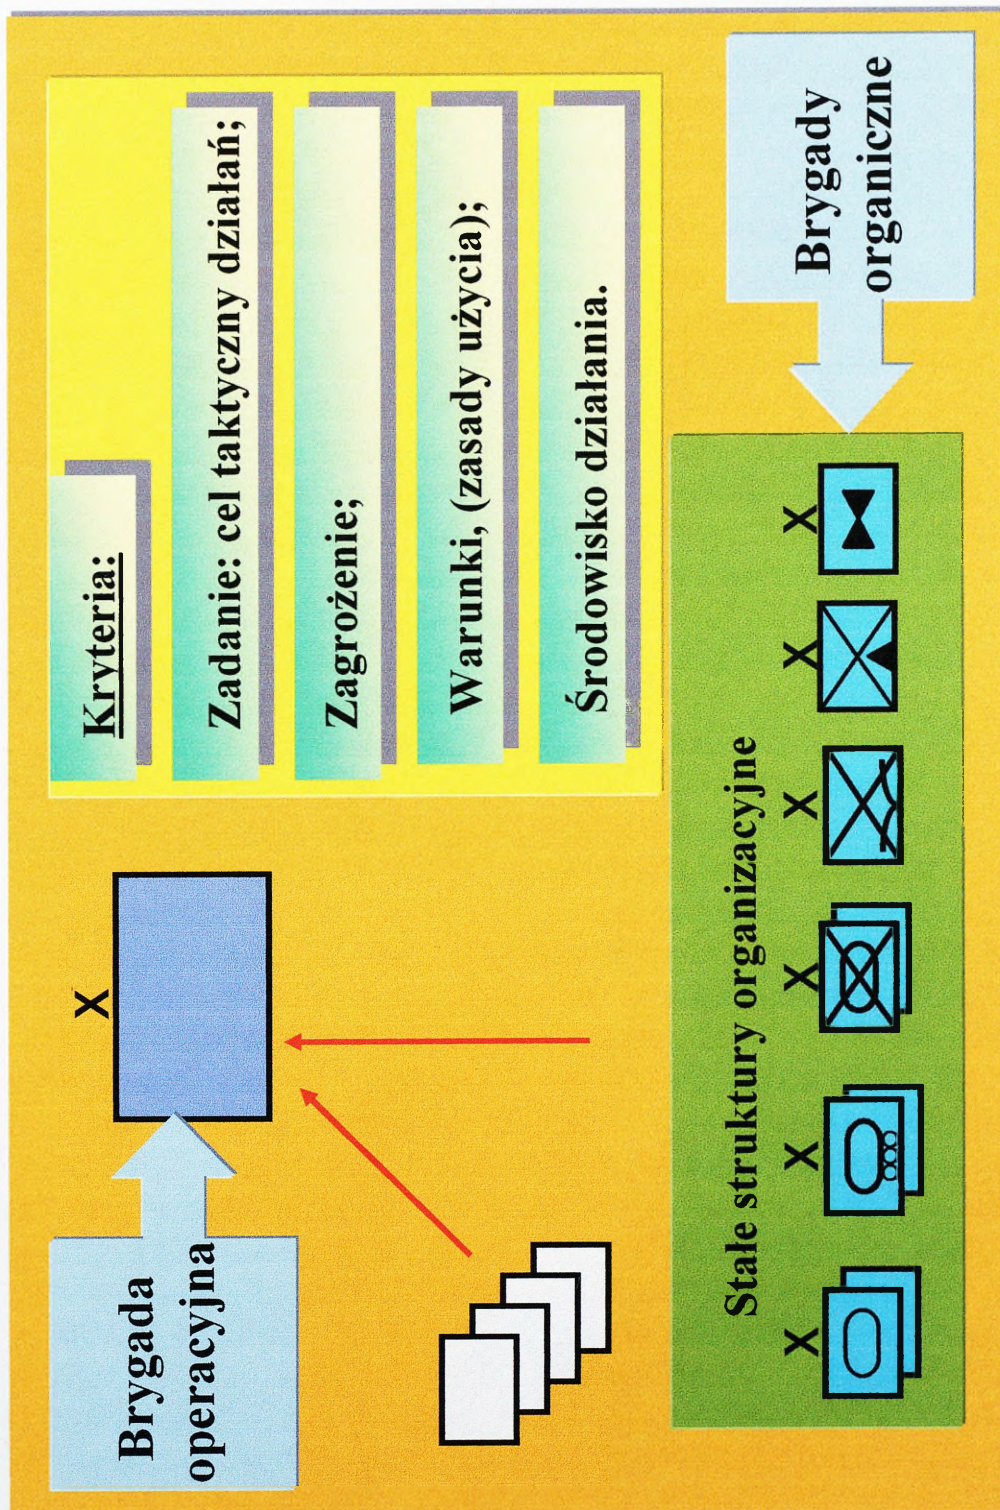 Brygada
operacyjna
X
Kryteria:
Zadanie: cel taktyczny działań;
Zagrożenie;
Warunki, (zasady użycia);
Środowisko działania.
Stałe struktury organizacyjne
X X X X X X
Brygady
organiczne